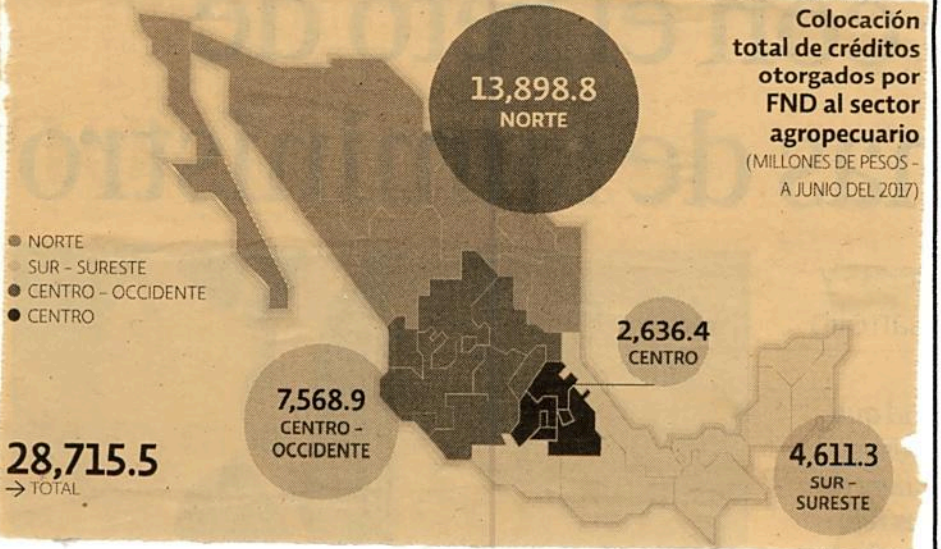 Colocación
total de créditos
otorgados por
FND al sector
agropecuario
(MILLONES DE PESOS –
A JUNIO DEL 2017)
13,898.8
NORTE
NORTE
SUR – SURESTE
CENTRO – OCCIDENTE
CENTRO
2,636.4
CENTRO
7,568.9
CENTRO –
OCCIDENTE
4,611.3
SUR –
SURESTE
28,715.5
→ TOTAL